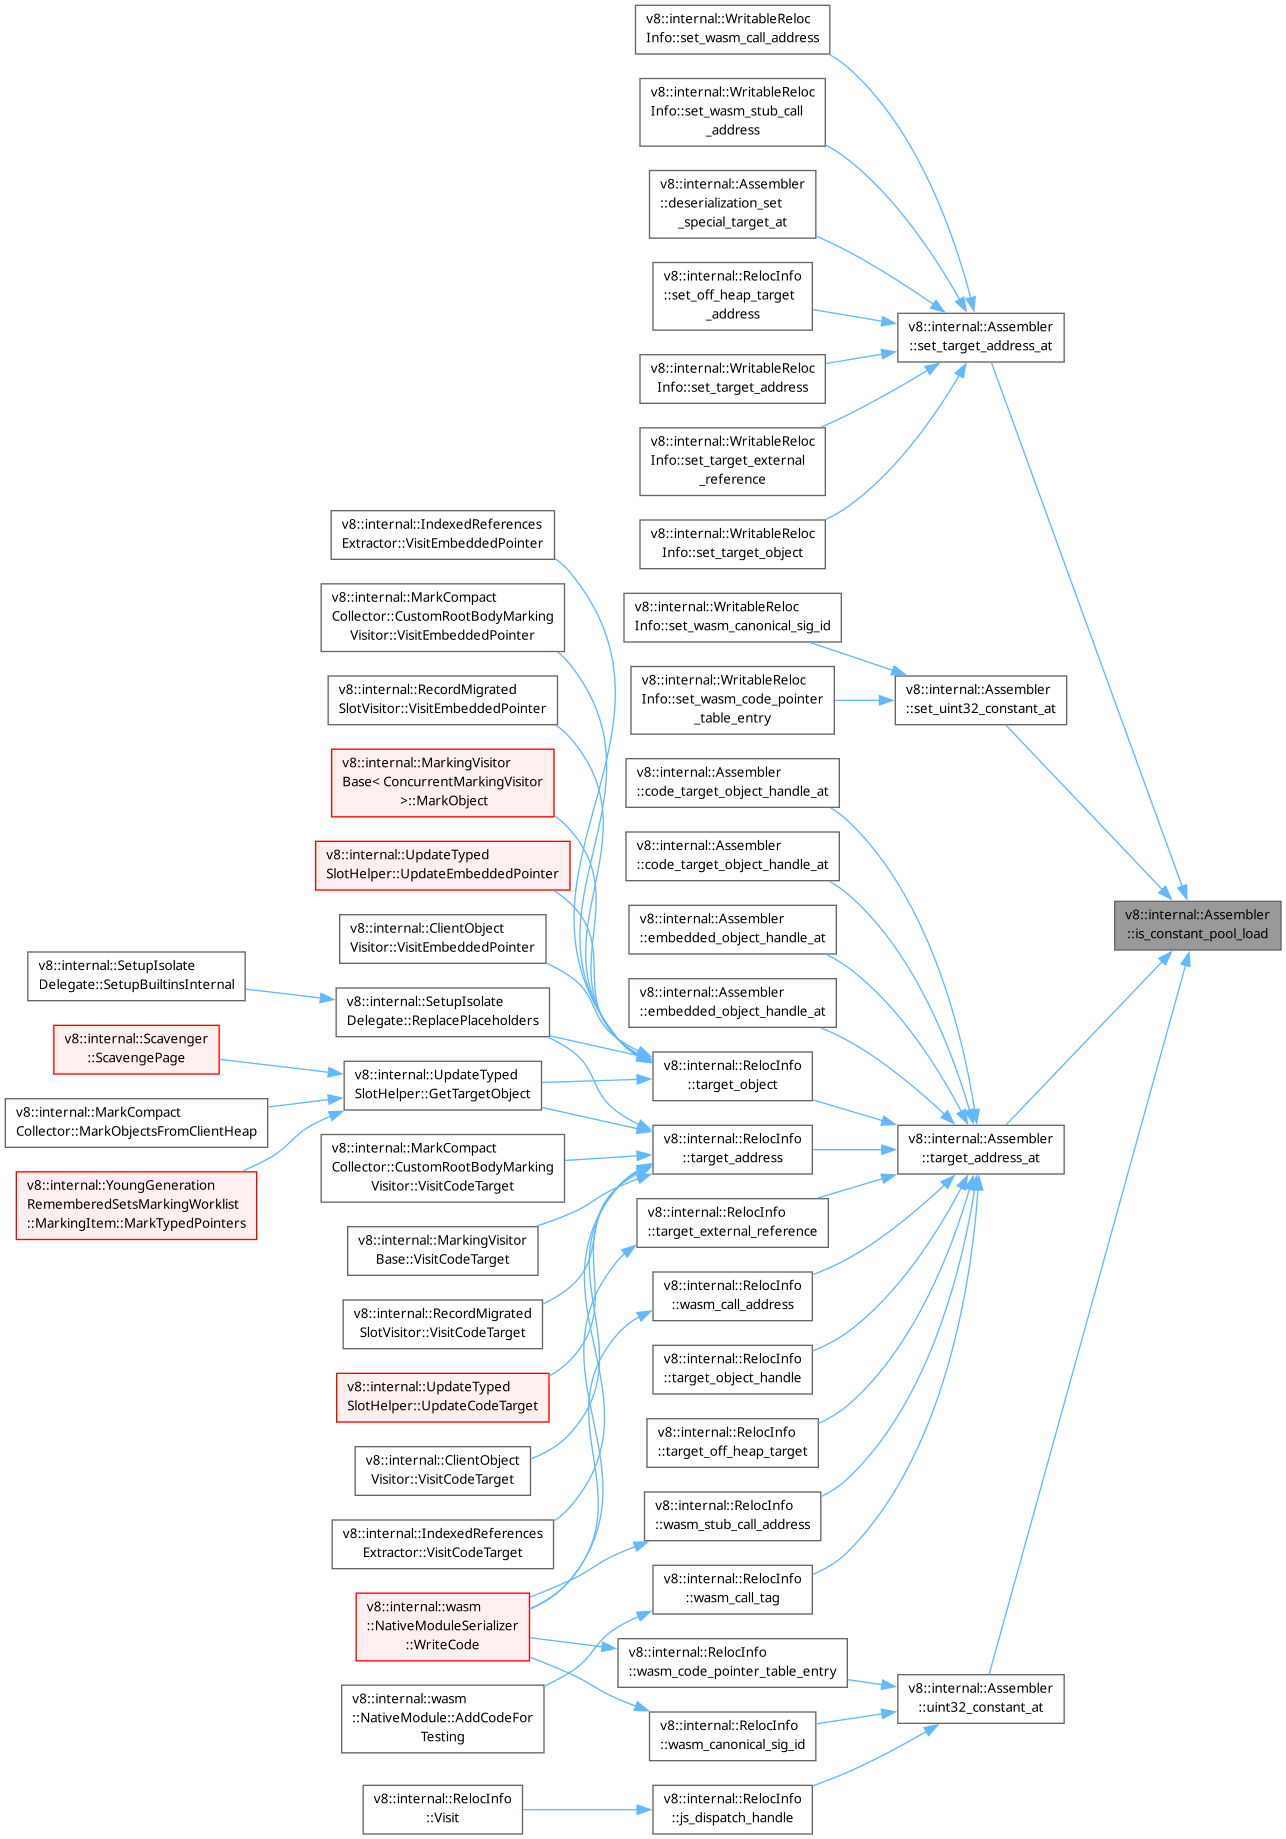 v8::internal::WritableReloc
Info::set_wasm_call_address
v8::internal::WritableReloc
Info::set_wasm_stub_call
_address
v8::internal::Assembler
::deserialization_set
_special_target_at
v8::internal::RelocInfo
::set_off_heap_target
_address
v8::internal::Assembler
::set_target_address_at
v8::internal::WritableReloc
Info::set_target_address
v8::internal::WritableReloc
Info::set_target_external
_reference
v8::internal::WritableReloc
Info::set_target_object
v8::internal::IndexedReferences
Extractor::VisitEmbeddedPointer
v8::internal::MarkCompact
Collector::CustomRootBodyMarking
Visitor::VisitEmbeddedPointer
v8::internal::WritableReloc
Info::set_wasm_canonical_sig_id
v8::internal::RecordMigrated
SlotVisitor::VisitEmbeddedPointer
v8::internal::WritableReloc
Info::set_wasm_code_pointer
_table_entry
v8::internal::Assembler
::set_uint32_constant_at
v8::internal::MarkingVisitor
Base< ConcurrentMarkingVisitor
>::MarkObject
v8::internal::Assembler
::code_target_object_handle_at
v8::internal::UpdateTyped
SlotHelper::UpdateEmbeddedPointer
v8::internal::Assembler
::code_target_object_handle_at
v8::internal::ClientObject
Visitor::VisitEmbeddedPointer
v8::internal::Assembler
::embedded_object_handle_at
v8::internal::Assembler
::is_constant_pool_load
v8::internal::SetupIsolate
Delegate::SetupBuiltinsInternal
v8::internal::SetupIsolate
Delegate::ReplacePlaceholders
v8::internal::Assembler
::embedded_object_handle_at
v8::internal::Scavenger
::ScavengePage
v8::internal::UpdateTyped
SlotHelper::GetTargetObject
v8::internal::RelocInfo
::target_object
v8::internal::MarkCompact
Collector::MarkObjectsFromClientHeap
v8::internal::MarkCompact
Collector::CustomRootBodyMarking
Visitor::VisitCodeTarget
v8::internal::RelocInfo
::target_address
v8::internal::Assembler
::target_address_at
v8::internal::YoungGeneration
RememberedSetsMarkingWorklist
::MarkingItem::MarkTypedPointers
v8::internal::MarkingVisitor
Base::VisitCodeTarget
v8::internal::RelocInfo
::target_external_reference
v8::internal::RecordMigrated
SlotVisitor::VisitCodeTarget
v8::internal::RelocInfo
::wasm_call_address
v8::internal::UpdateTyped
SlotHelper::UpdateCodeTarget
v8::internal::RelocInfo
::target_object_handle
v8::internal::ClientObject
Visitor::VisitCodeTarget
v8::internal::RelocInfo
::target_off_heap_target
v8::internal::IndexedReferences
Extractor::VisitCodeTarget
v8::internal::RelocInfo
::wasm_stub_call_address
v8::internal::wasm
::NativeModuleSerializer
::WriteCode
v8::internal::RelocInfo
::wasm_call_tag
v8::internal::RelocInfo
::wasm_code_pointer_table_entry
v8::internal::Assembler
::uint32_constant_at
v8::internal::wasm
::NativeModule::AddCodeFor
Testing
v8::internal::RelocInfo
::wasm_canonical_sig_id
v8::internal::RelocInfo
::Visit
v8::internal::RelocInfo
::js_dispatch_handle